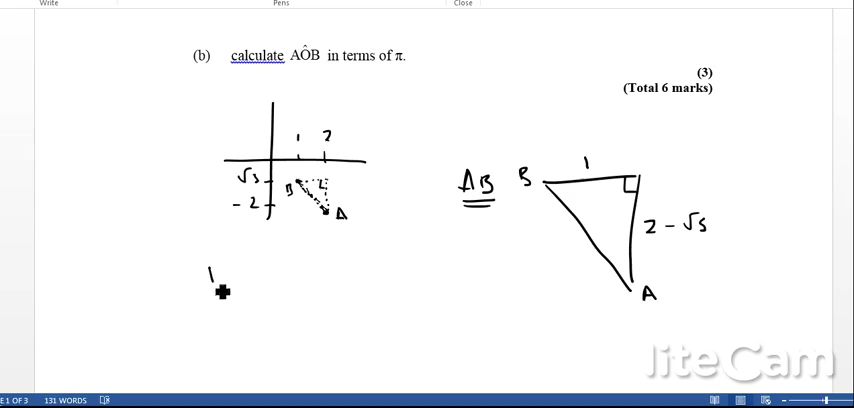 Write Pens Close
(b) calculate AÔB in terms of π.
(3)
(Total 6 marks)
1 2
√3
B
- 2
A
AB B 1
2 - √3
A
1
liteCam
E 1 OF 3 131 WORDS